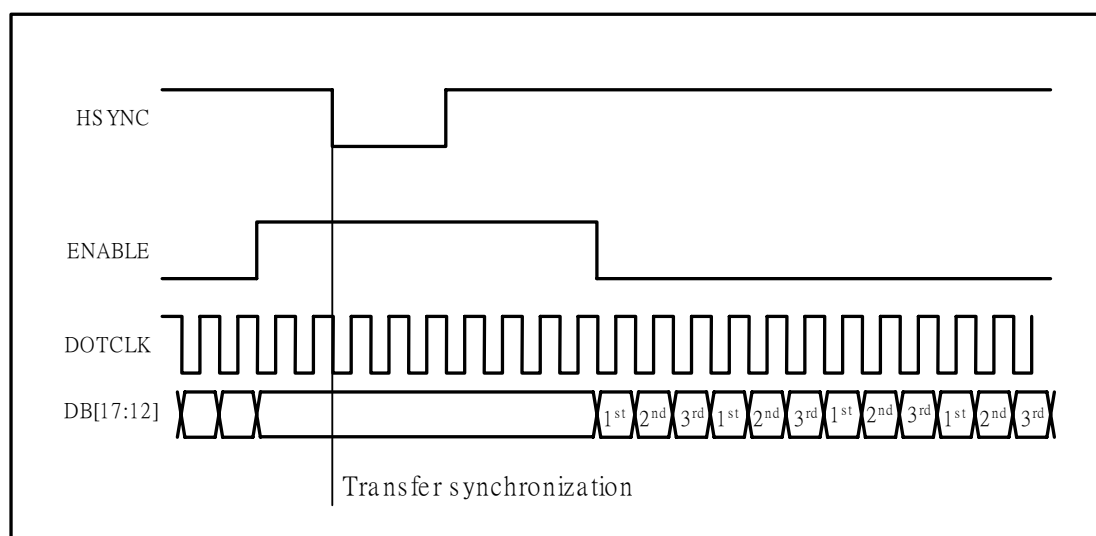 HSYNC
ENABLE
DOTCLK
DB[17:12] 1st 2nd 3rd 1st 2nd 3rd 1st 2nd 3rd 1st 2nd 3rd
Transfer synchronization